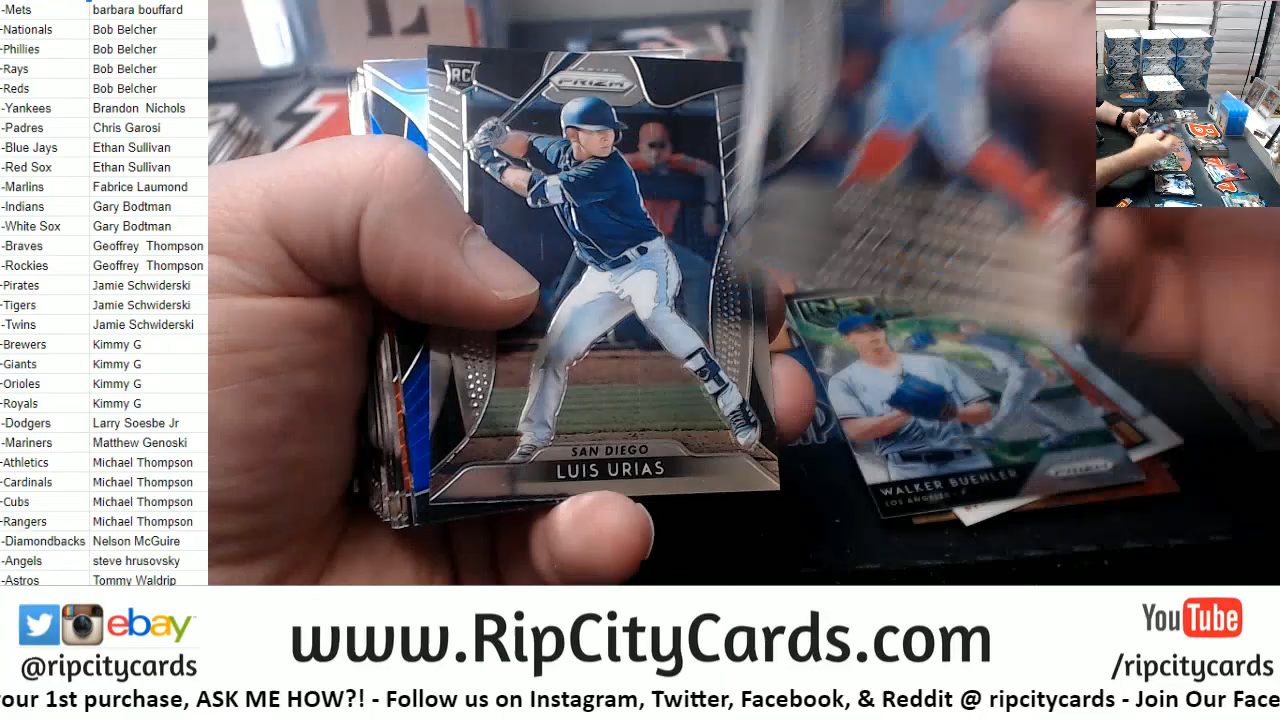 -Mets barbara bouffard
-Nationals Bob Belcher
-Phillies Bob Belcher
-Rays Bob Belcher
-Reds Bob Belcher
-Yankees Brandon Nichols
-Padres Chris Garosi
-Blue Jays Ethan Sullivan
-Red Sox Ethan Sullivan
-Marlins Fabrice Laumond
-Indians Gary Bodtman
-White Sox Gary Bodtman
-Braves Geoffrey Thompson
-Rockies Geoffrey Thompson
-Pirates Jamie Schwiderski
-Tigers Jamie Schwiderski
-Twins Jamie Schwiderski
-Brewers Kimmy G
-Giants Kimmy G
-Orioles Kimmy G
-Royals Kimmy G
-Dodgers Larry Soesbe Jr
-Mariners Matthew Genoski
-Athletics Michael Thompson
-Cardinals Michael Thompson
-Cubs Michael Thompson
-Rangers Michael Thompson
-Diamondbacks Nelson McGuire
-Angels steve hrusovsky
-Astros Tommy Waldrip
RC
PRIZM
SAN DIEGO
LUIS URIAS
WALKER BUEHLER
LOS ANGELES - P
PRIZM
ebay
@ripcitycards
www.RipCityCards.com
YouTube
/ripcitycards
your 1st purchase, ASK ME HOW?! - Follow us on Instagram, Twitter, Facebook, & Reddit @ ripcitycards - Join Our Face